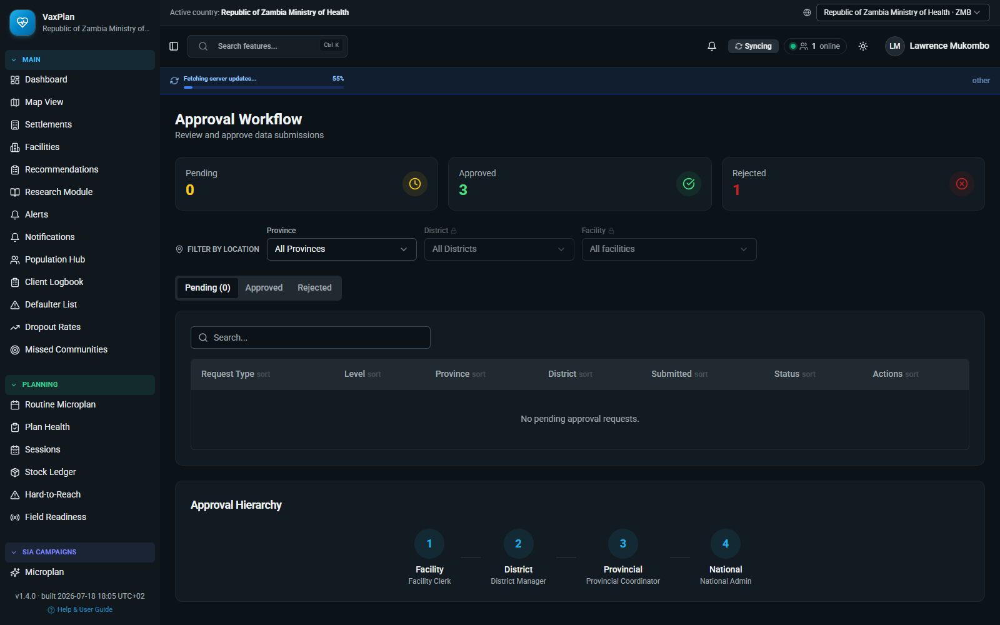 VaxPlan
Republic of Zambia Ministry of...
MAIN
Dashboard
Map View
Settlements
Facilities
Recommendations
Research Module
Alerts
Notifications
Population Hub
Client Logbook
Defaulter List
Dropout Rates
Missed Communities
PLANNING
Routine Microplan
Plan Health
Sessions
Stock Ledger
Hard-to-Reach
Field Readiness
SIA CAMPAIGNS
Microplan
v1.4.0 · built 2026-07-18 18:05 UTC+02
Help & User Guide
Active country: Republic of Zambia Ministry of Health
Republic of Zambia Ministry of Health · ZMB
Search features... Ctrl K
Syncing
1 online
LM Lawrence Mukombo
Fetching server updates... 55%
other
Approval Workflow
Review and approve data submissions
Pending
0
Approved
3
Rejected
1
FILTER BY LOCATION
Province
All Provinces
District
All Districts
Facility
All facilities
Pending (0) Approved Rejected
Search...
Request Type sort Level sort Province sort District sort Submitted sort Status sort Actions sort
No pending approval requests.
Approval Hierarchy
1 2 3 4
Facility District Provincial National
Facility Clerk District Manager Provincial Coordinator National Admin